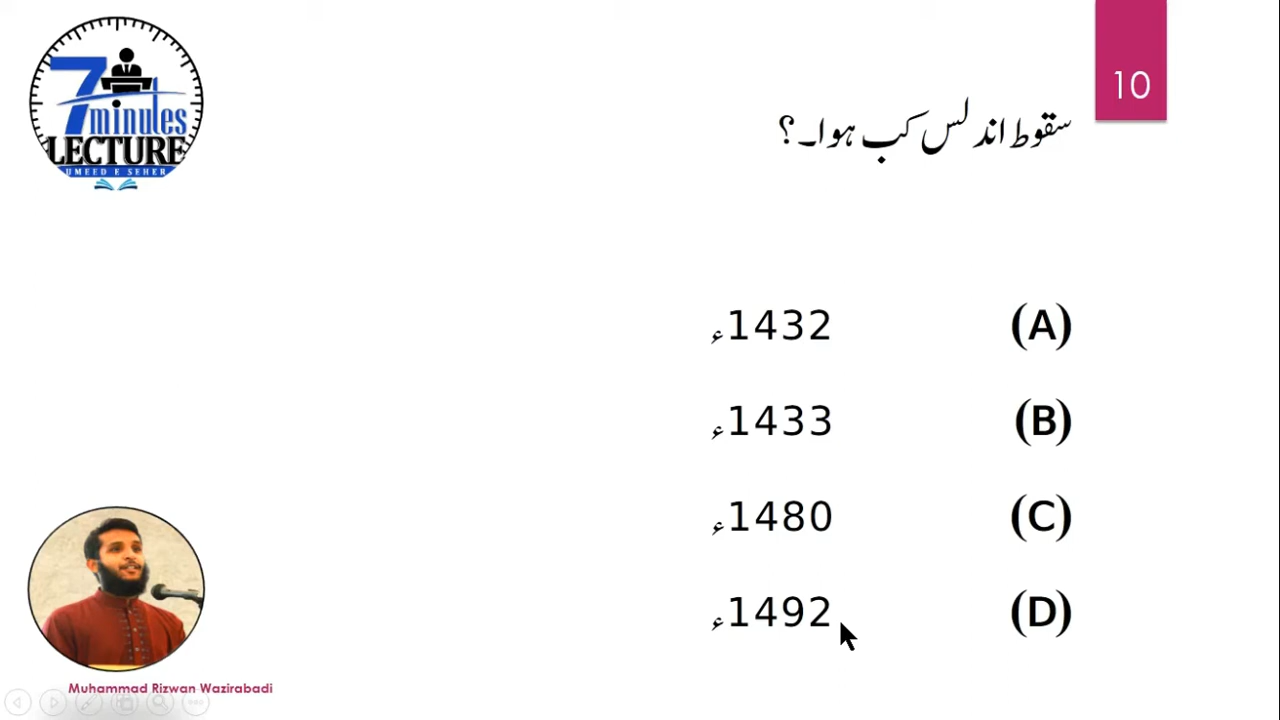 7
minutes
LECTURE
UMEED E SEHER
10
سقوط اندلس کب ہوا۔؟
(A) 1432ء
(B) 1433ء
(C) 1480ء
(D) 1492ء
Muhammad Rizwan Wazirabadi